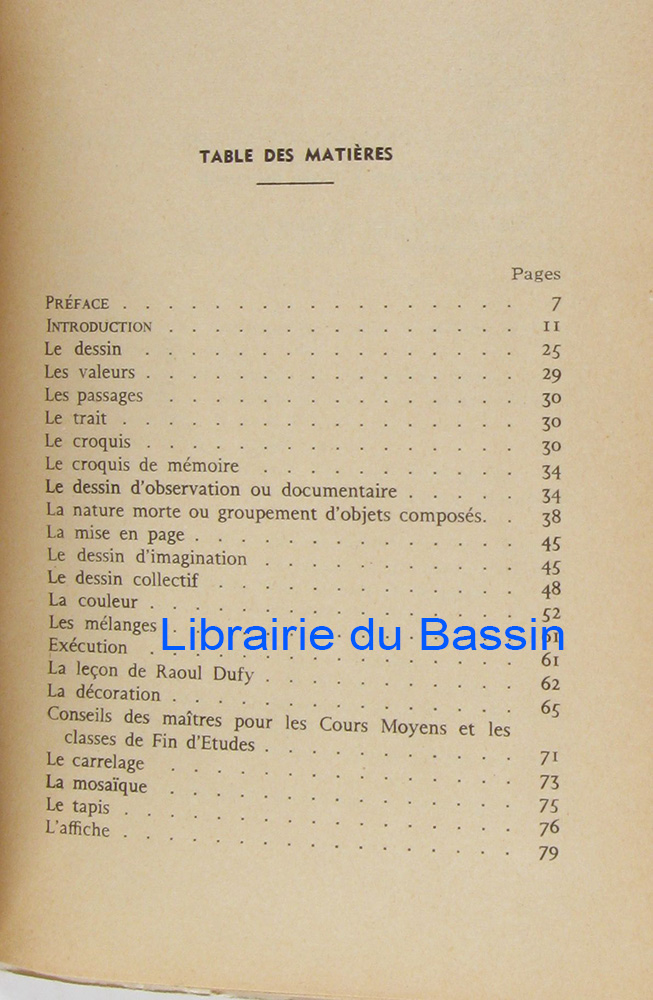 TABLE DES MATIÈRES
Pages
PRÉFACE . . . . . . . . . . . . . . . . . . 7
INTRODUCTION . . . . . . . . . . . . . . . . 11
Le dessin . . . . . . . . . . . . . . . . . 25
Les valeurs . . . . . . . . . . . . . . . . . 29
Les passages . . . . . . . . . . . . . . . . 30
Le trait . . . . . . . . . . . . . . . . . . 30
Le croquis . . . . . . . . . . . . . . . . . 30
Le croquis de mémoire . . . . . . . . . . . . 34
Le dessin d'observation ou documentaire . . . . . 34
La nature morte ou groupement d'objets composés. . 38
La mise en page . . . . . . . . . . . . . . . 45
Le dessin d'imagination . . . . . . . . . . . . 45
Le dessin collectif . . . . . . . . . . . . . . 48
La couleur . . . . . . . . . . . . . . . . . 52
Les mélanges . . . . . . . . . . . . . . . . 61
Librairie du Bassin
Exécution . . . . . . . . . . . . . . . . . 61
La leçon de Raoul Dufy . . . . . . . . . . . . 62
La décoration . . . . . . . . . . . . . . . . 65
Conseils des maîtres pour les Cours Moyens et les
classes de Fin d'Etudes . . . . . . . . . . . . 71
Le carrelage . . . . . . . . . . . . . . . . 73
La mosaïque . . . . . . . . . . . . . . . . 75
Le tapis . . . . . . . . . . . . . . . . . . 76
L'affiche . . . . . . . . . . . . . . . . . . 79